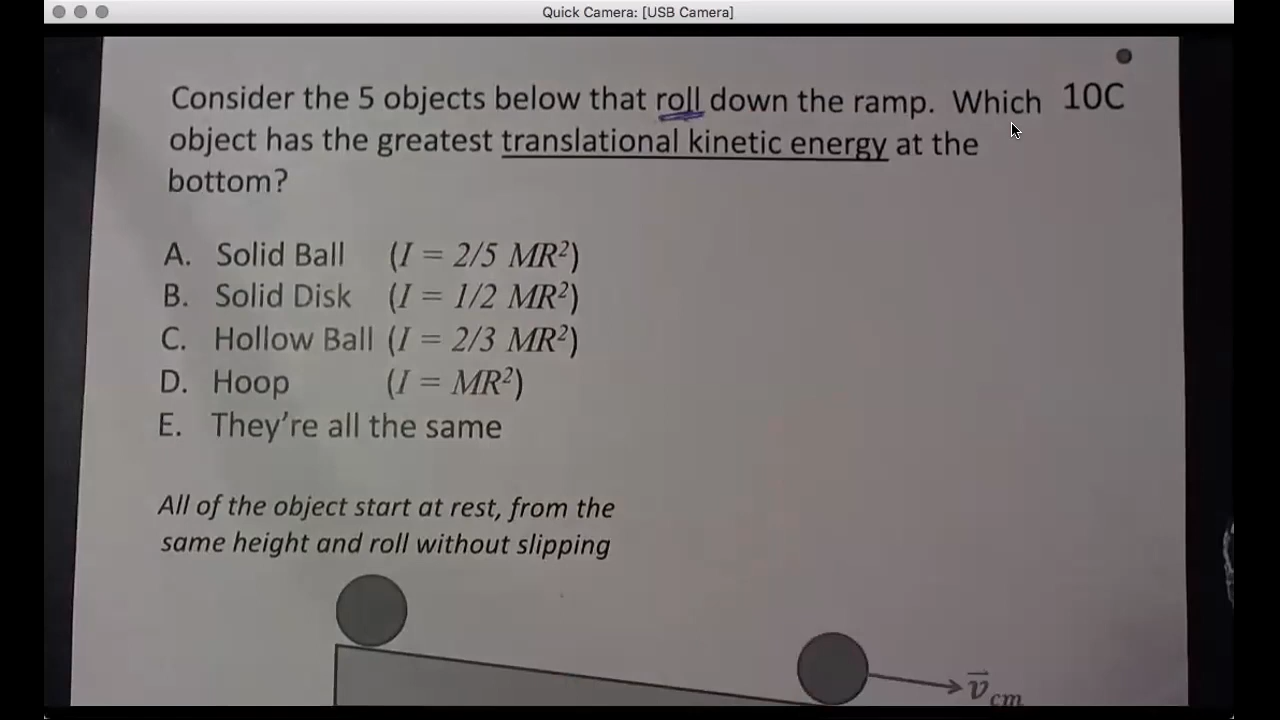 Quick Camera: [USB Camera]
Consider the 5 objects below that roll down the ramp. Which 10C
object has the greatest translational kinetic energy at the
bottom?
A. Solid Ball (I = 2/5 MR²)
B. Solid Disk (I = 1/2 MR²)
C. Hollow Ball (I = 2/3 MR²)
D. Hoop (I = MR²)
E. They're all the same
All of the object start at rest, from the
same height and roll without slipping
v⃗cm